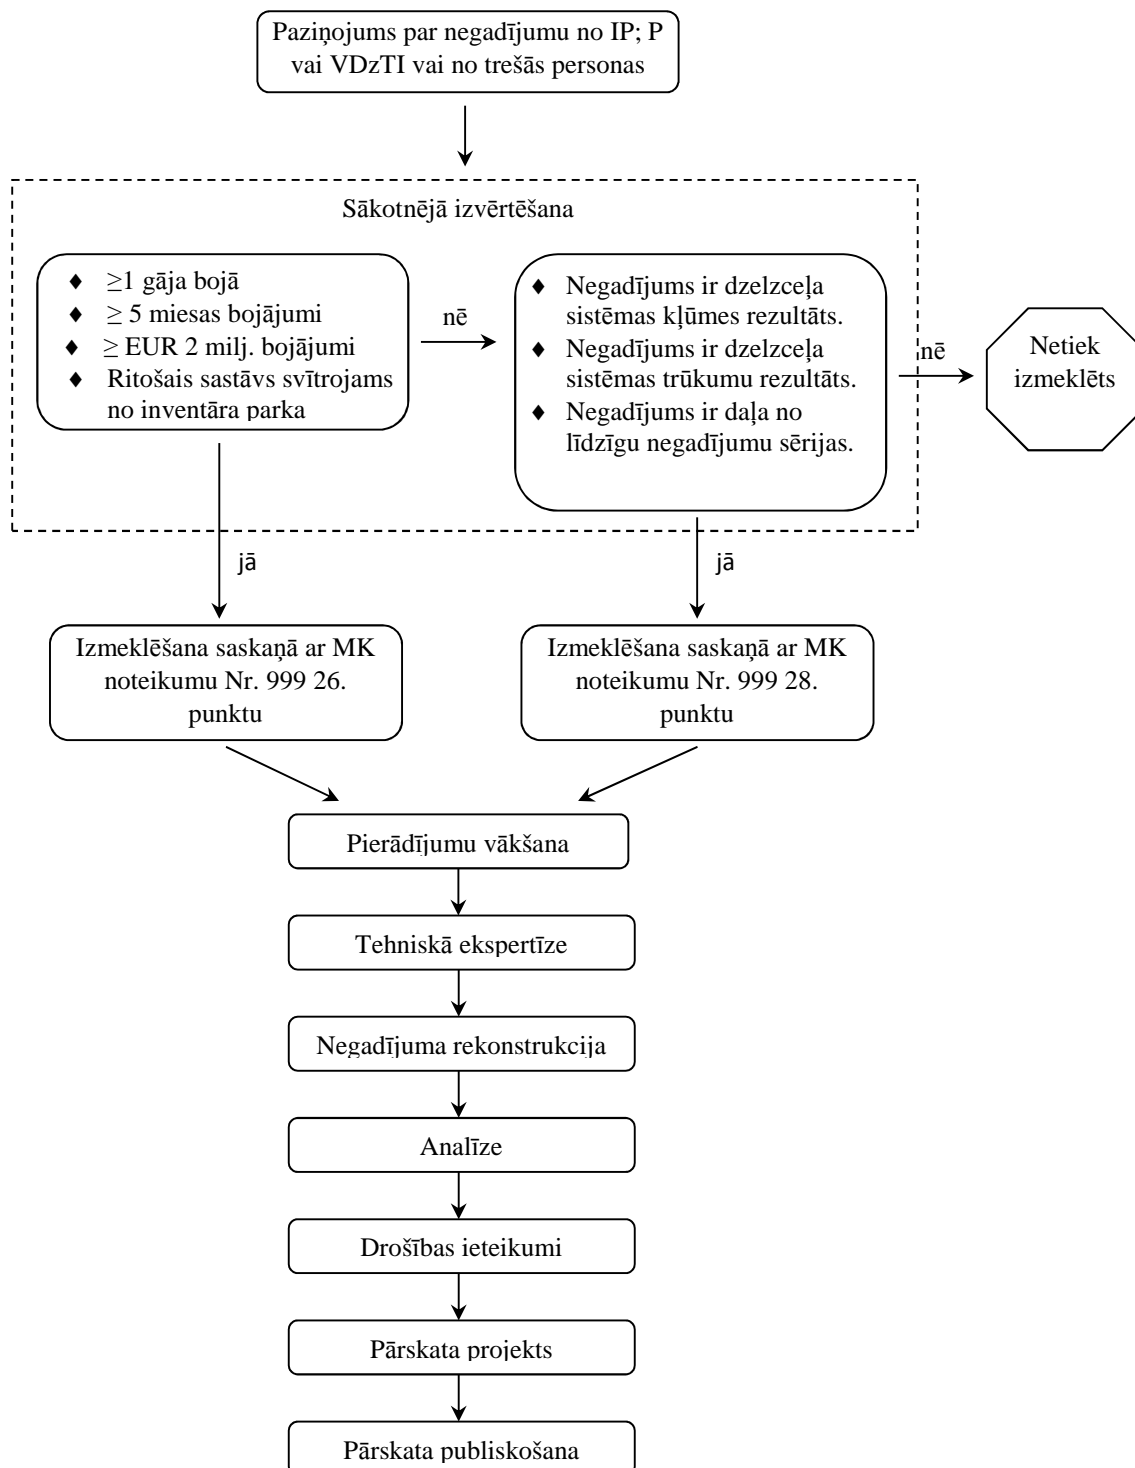 Paziņojums par negadījumu no IP; P
vai VDzTI vai no trešās personas
Sākotnējā izvērtēšana
♦ ≥1 gāja bojā
♦ ≥ 5 miesas bojājumi
♦ ≥ EUR 2 milj. bojājumi
♦ Ritošais sastāvs svītrojams
no inventāra parka
nē
♦ Negadījums ir dzelzceļa
sistēmas kļūmes rezultāts.
♦ Negadījums ir dzelzceļa
sistēmas trūkumu rezultāts.
♦ Negadījums ir daļa no
līdzīgu negadījumu sērijas.
nē
Netiek
izmeklēts
jā
jā
Izmeklēšana saskaņā ar MK
noteikumu Nr. 999 26.
punktu
Izmeklēšana saskaņā ar MK
noteikumu Nr. 999 28.
punktu
Pierādījumu vākšana
Tehniskā ekspertīze
Negadījuma rekonstrukcija
Analīze
Drošības ieteikumi
Pārskata projekts
Pārskata publiskošana